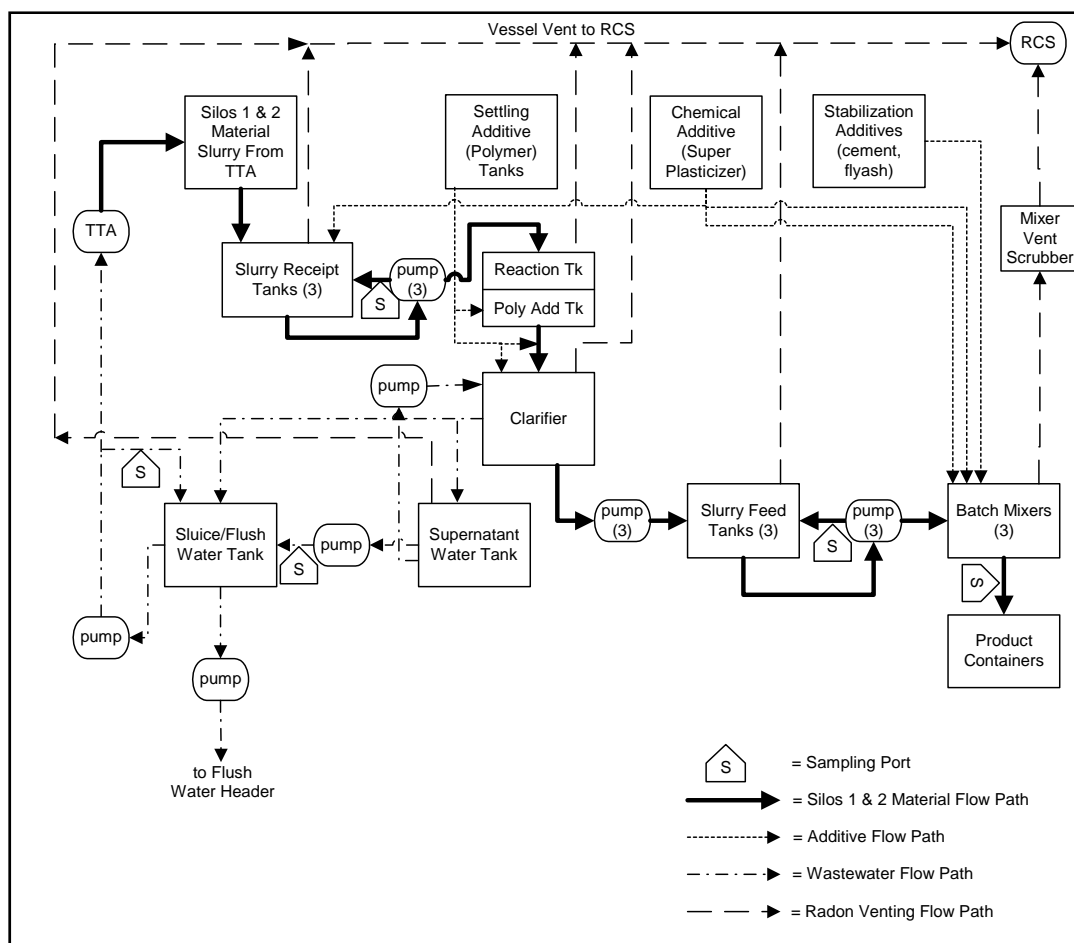 Vessel Vent to RCS
RCS
Silos 1 & 2
Material
Slurry From
TTA
Settling
Additive
(Polymer)
Tanks
Chemical
Additive
(Super
Plasticizer)
Stabilization
Additives
(cement,
flyash)
TTA
Mixer
Vent
Scrubber
Slurry Receipt
Tanks (3)
pump
(3)
S
Reaction Tk
Poly Add Tk
pump
Clarifier
S
Sluice/Flush
Water Tank
pump
S
Supernatant
Water Tank
pump
(3)
Slurry Feed
Tanks (3)
pump
(3)
S
Batch Mixers
(3)
S
pump
pump
Product
Containers
to Flush
Water Header
S
= Sampling Port
= Silos 1 & 2 Material Flow Path
= Additive Flow Path
= Wastewater Flow Path
= Radon Venting Flow Path